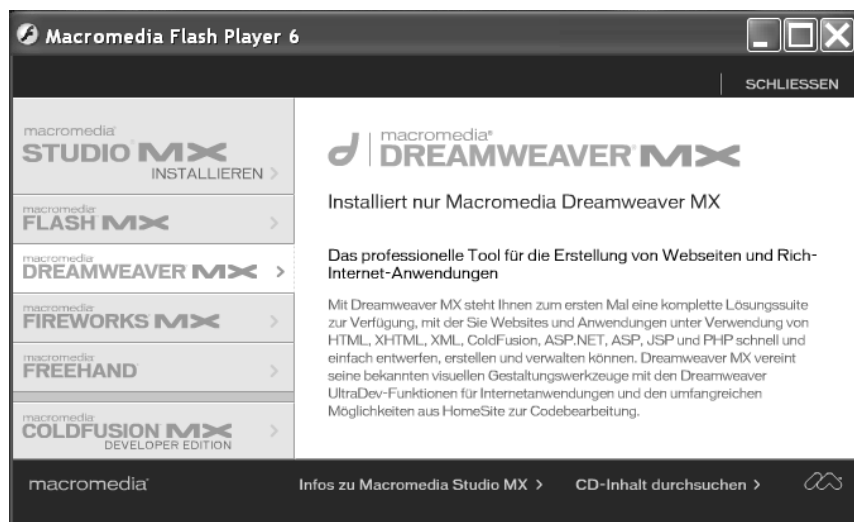 Macromedia Flash Player 6
SCHLIESSEN
macromedia®
STUDIO MX
INSTALLIEREN >
macromedia®
FLASH MX >
macromedia®
DREAMWEAVER MX >
macromedia®
FIREWORKS MX >
macromedia®
FREEHAND >
macromedia®
COLDFUSION MX >
DEVELOPER EDITION
macromedia®
DREAMWEAVER® MX
Installiert nur Macromedia Dreamweaver MX
Das professionelle Tool für die Erstellung von Webseiten und Rich-
Internet-Anwendungen
Mit Dreamweaver MX steht Ihnen zum ersten Mal eine komplette Lösungssuite
zur Verfügung, mit der Sie Websites und Anwendungen unter Verwendung von
HTML, XHTML, XML, ColdFusion, ASP.NET, ASP, JSP und PHP schnell und
einfach entwerfen, erstellen und verwalten können. Dreamweaver MX vereint
seine bekannten visuellen Gestaltungswerkzeuge mit den Dreamweaver
UltraDev-Funktionen für Internetanwendungen und den umfangreichen
Möglichkeiten aus HomeSite zur Codebearbeitung.
macromedia®
Infos zu Macromedia Studio MX >
CD-Inhalt durchsuchen >